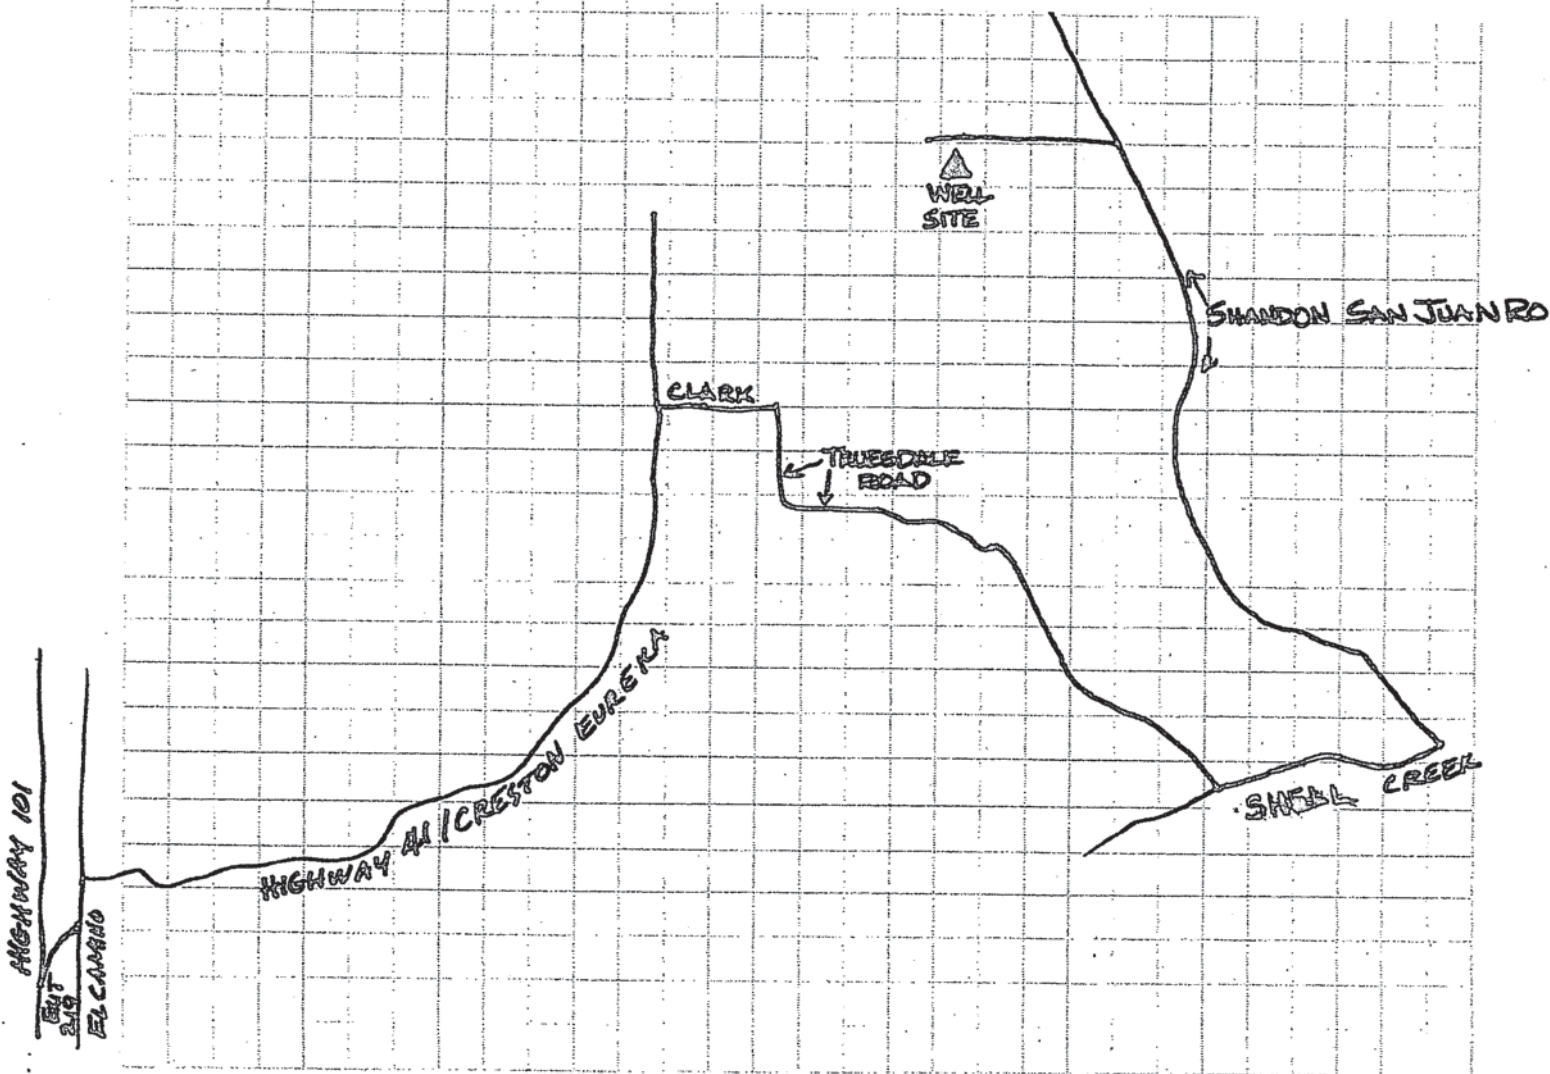 WELL
SITE
SHANDON SAN JUAN RD
CLARK
TRUESDALE
ROAD
HIGHWAY 41/CRESTON EUREKA
SHELL CREEK
HIGHWAY 101
EXIT
219
EL CAMINO